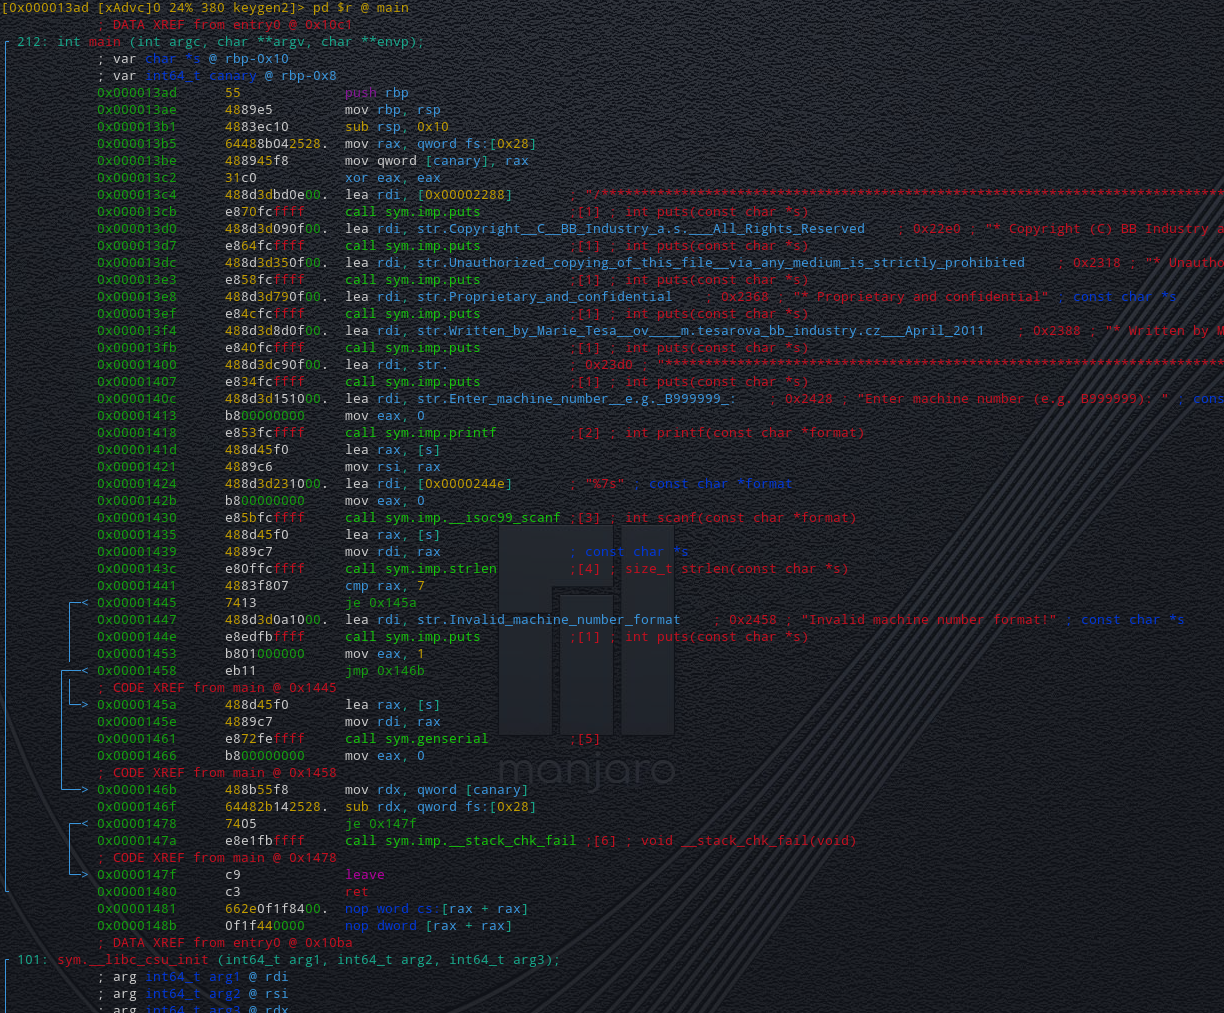 [0x000013ad [xAdvc]0 24% 380 keygen2]> pd $r @ main
; DATA XREF from entry0 @ 0x10c1
212: int main (int argc, char **argv, char **envp);
; var char *s @ rbp-0x10
; var int64_t canary @ rbp-0x8
0x000013ad 55 push rbp
0x000013ae 4889e5 mov rbp, rsp
0x000013b1 4883ec10 sub rsp, 0x10
0x000013b5 64488b042528. mov rax, qword fs:[0x28]
0x000013be 488945f8 mov qword [canary], rax
0x000013c2 31c0 xor eax, eax
0x000013c4 488d3dbd0e00. lea rdi, [0x00002288] ; "/******************************************************************************
0x000013cb e870fcffff call sym.imp.puts ;[1] ; int puts(const char *s)
0x000013d0 488d3d090f00. lea rdi, str.Copyright__C__BB_Industry_a.s.___All_Rights_Reserved ; 0x22e0 ; "* Copyright (C) BB Industry a
0x000013d7 e864fcffff call sym.imp.puts ;[1] ; int puts(const char *s)
0x000013dc 488d3d350f00. lea rdi, str.Unauthorized_copying_of_this_file__via_any_medium_is_strictly_prohibited ; 0x2318 ; "* Unautho
0x000013e3 e858fcffff call sym.imp.puts ;[1] ; int puts(const char *s)
0x000013e8 488d3d790f00. lea rdi, str.Proprietary_and_confidential ; 0x2368 ; "* Proprietary and confidential" ; const char *s
0x000013ef e84cfcffff call sym.imp.puts ;[1] ; int puts(const char *s)
0x000013f4 488d3d8d0f00. lea rdi, str.Written_by_Marie_Tesa__ov____m.tesarova_bb_industry.cz___April_2011 ; 0x2388 ; "* Written by M
0x000013fb e840fcffff call sym.imp.puts ;[1] ; int puts(const char *s)
0x00001400 488d3dc90f00. lea rdi, str. ; 0x23d0 ; "**********************************************************************
0x00001407 e834fcffff call sym.imp.puts ;[1] ; int puts(const char *s)
0x0000140c 488d3d151000. lea rdi, str.Enter_machine_number__e.g._B999999_: ; 0x2428 ; "Enter machine number (e.g. B999999): " ; cons
0x00001413 b800000000 mov eax, 0
0x00001418 e853fcffff call sym.imp.printf ;[2] ; int printf(const char *format)
0x0000141d 488d45f0 lea rax, [s]
0x00001421 4889c6 mov rsi, rax
0x00001424 488d3d231000. lea rdi, [0x0000244e] ; "%7s" ; const char *format
0x0000142b b800000000 mov eax, 0
0x00001430 e85bfcffff call sym.imp.__isoc99_scanf ;[3] ; int scanf(const char *format)
0x00001435 488d45f0 lea rax, [s]
0x00001439 4889c7 mov rdi, rax ; const char *s
0x0000143c e80ffcffff call sym.imp.strlen ;[4] ; size_t strlen(const char *s)
0x00001441 4883f807 cmp rax, 7
0x00001445 7413 je 0x145a
0x00001447 488d3d0a1000. lea rdi, str.Invalid_machine_number_format ; 0x2458 ; "Invalid machine number format!" ; const char *s
0x0000144e e8edfbffff call sym.imp.puts ;[1] ; int puts(const char *s)
0x00001453 b801000000 mov eax, 1
0x00001458 eb11 jmp 0x146b
; CODE XREF from main @ 0x1445
0x0000145a 488d45f0 lea rax, [s]
0x0000145e 4889c7 mov rdi, rax
0x00001461 e872feffff call sym.genserial ;[5]
0x00001466 b800000000 mov eax, 0
manjaro
; CODE XREF from main @ 0x1458
0x0000146b 488b55f8 mov rdx, qword [canary]
0x0000146f 64482b142528. sub rdx, qword fs:[0x28]
0x00001478 7405 je 0x147f
0x0000147a e8e1fbffff call sym.imp.__stack_chk_fail ;[6] ; void __stack_chk_fail(void)
; CODE XREF from main @ 0x1478
0x0000147f c9 leave
0x00001480 c3 ret
0x00001481 662e0f1f8400. nop word cs:[rax + rax]
0x0000148b 0f1f440000 nop dword [rax + rax]
; DATA XREF from entry0 @ 0x10ba
101: sym.__libc_csu_init (int64_t arg1, int64_t arg2, int64_t arg3);
; arg int64_t arg1 @ rdi
; arg int64_t arg2 @ rsi
; arg int64_t arg3 @ rdx